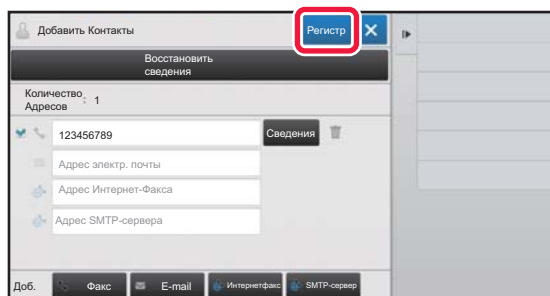 Добавить Контакты
Регистр
Восстановить
сведения
Количество
Адресов : 1
123456789
Сведения
Адрес электр. почты
Адрес Интернет-Факса
Адрес SMTP-сервера
Доб.
Факс
E-mail
Интернетфакс
SMTP-сервер